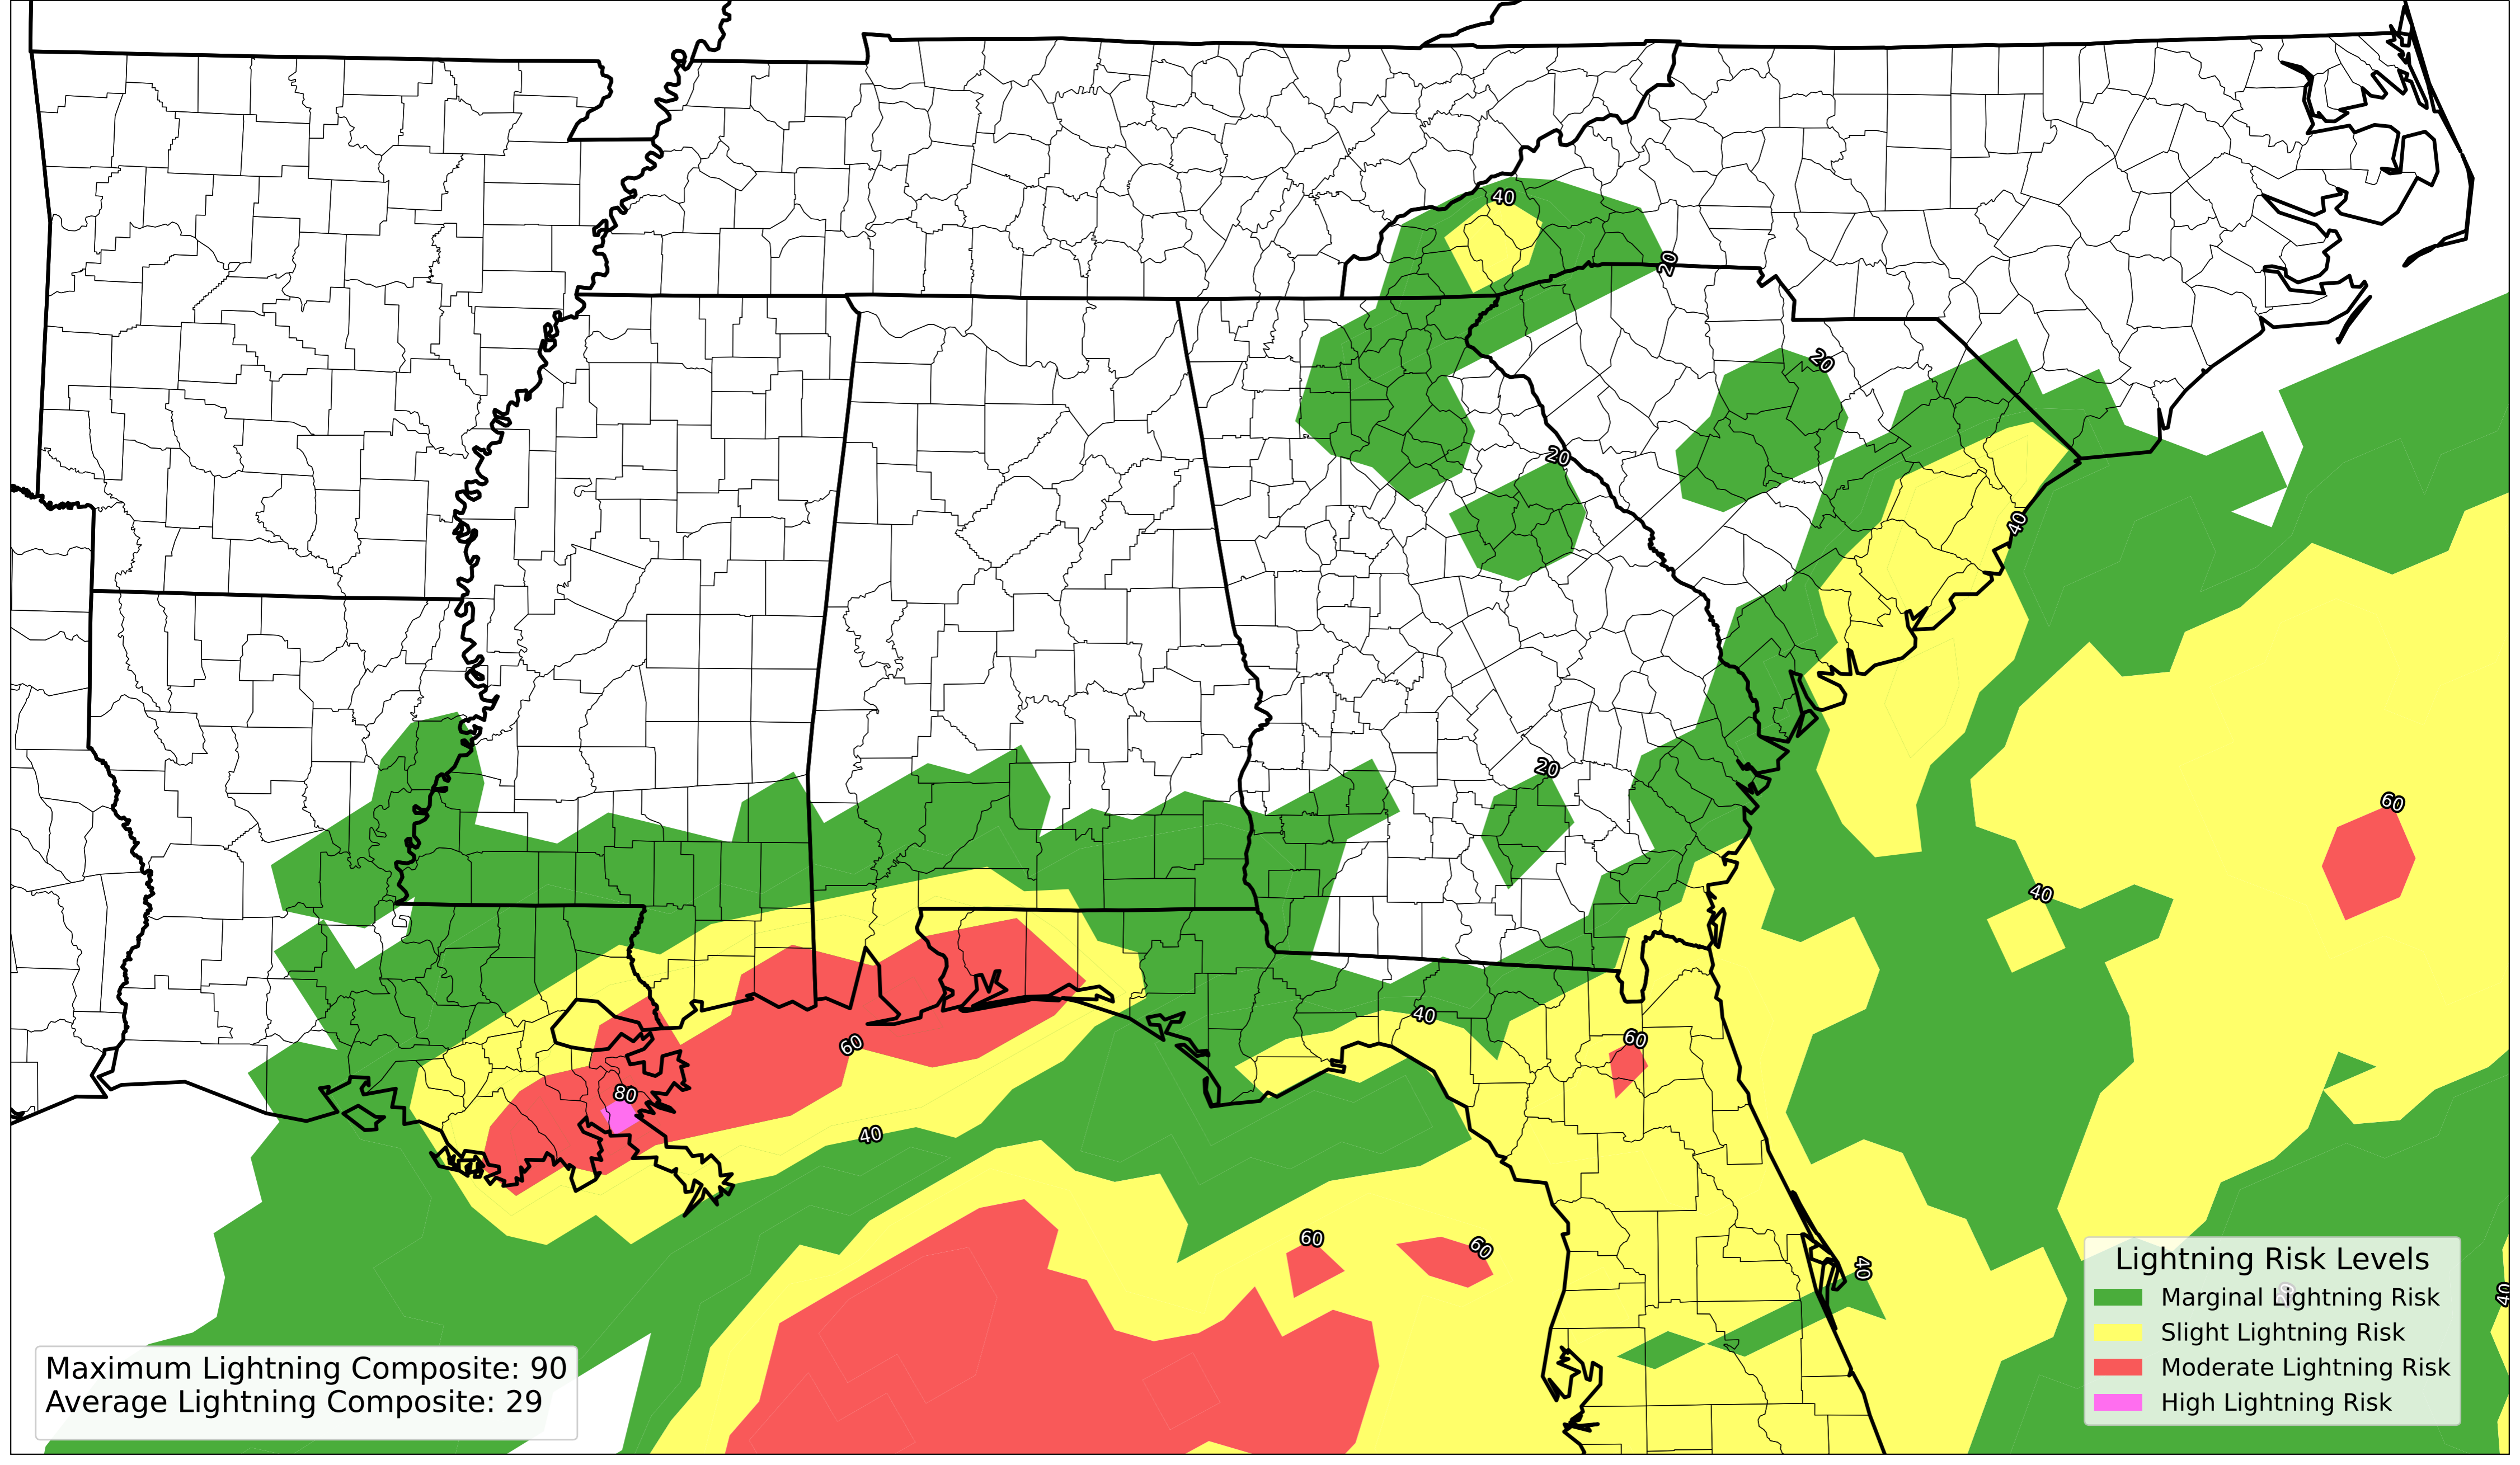 40
20
20
20
40
20
60
40
40
60
60
80
40
60
60
40
40
Lightning Risk Levels
Marginal Lightning Risk
Slight Lightning Risk
Moderate Lightning Risk
High Lightning Risk
Maximum Lightning Composite: 90
Average Lightning Composite: 29